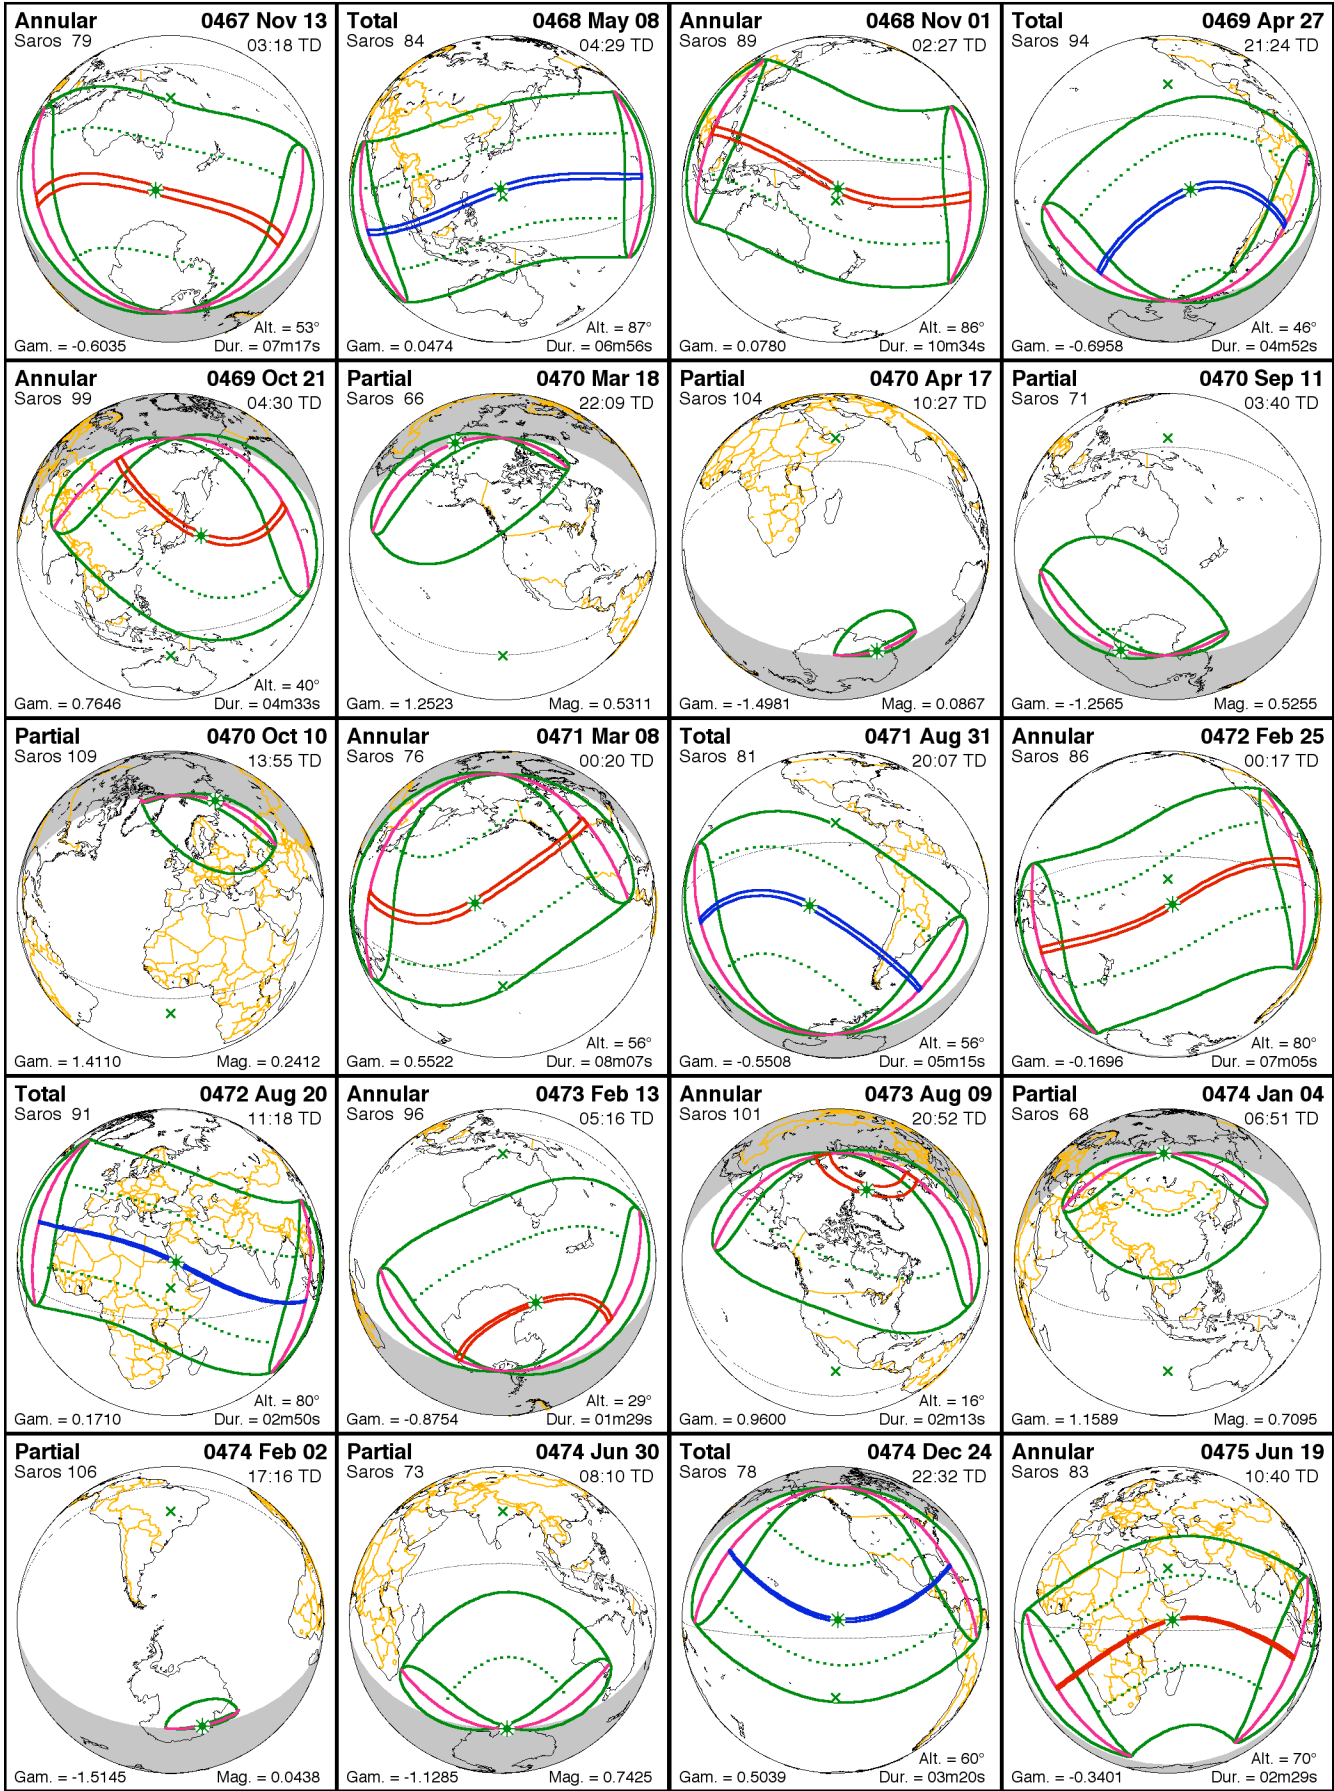 Annular 0467 Nov 13
Saros 79 03:18 TD
Alt. = 53°
Gam. = -0.6035 Dur. = 07m17s
Total 0468 May 08
Saros 84 04:29 TD
Alt. = 87°
Gam. = 0.0474 Dur. = 06m56s
Annular 0468 Nov 01
Saros 89 02:27 TD
Alt. = 86°
Gam. = 0.0780 Dur. = 10m34s
Total 0469 Apr 27
Saros 94 21:24 TD
Alt. = 46°
Gam. = -0.6958 Dur. = 04m52s
Annular 0469 Oct 21
Saros 99 04:30 TD
Alt. = 40°
Gam. = 0.7646 Dur. = 04m33s
Partial 0470 Mar 18
Saros 66 22:09 TD
Gam. = 1.2523 Mag. = 0.5311
Partial 0470 Apr 17
Saros 104 10:27 TD
Gam. = -1.4981 Mag. = 0.0867
Partial 0470 Sep 11
Saros 71 03:40 TD
Gam. = -1.2565 Mag. = 0.5255
Partial 0470 Oct 10
Saros 109 13:55 TD
Gam. = 1.4110 Mag. = 0.2412
Annular 0471 Mar 08
Saros 76 00:20 TD
Alt. = 56°
Gam. = 0.5522 Dur. = 08m07s
Total 0471 Aug 31
Saros 81 20:07 TD
Alt. = 56°
Gam. = -0.5508 Dur. = 05m15s
Annular 0472 Feb 25
Saros 86 00:17 TD
Alt. = 80°
Gam. = -0.1696 Dur. = 07m05s
Total 0472 Aug 20
Saros 91 11:18 TD
Alt. = 80°
Gam. = 0.1710 Dur. = 02m50s
Annular 0473 Feb 13
Saros 96 05:16 TD
Alt. = 29°
Gam. = -0.8754 Dur. = 01m29s
Annular 0473 Aug 09
Saros 101 20:52 TD
Alt. = 16°
Gam. = 0.9600 Dur. = 02m13s
Partial 0474 Jan 04
Saros 68 06:51 TD
Gam. = 1.1589 Mag. = 0.7095
Partial 0474 Feb 02
Saros 106 17:16 TD
Gam. = -1.5145 Mag. = 0.0438
Partial 0474 Jun 30
Saros 73 08:10 TD
Gam. = -1.1285 Mag. = 0.7425
Total 0474 Dec 24
Saros 78 22:32 TD
Alt. = 60°
Gam. = 0.5039 Dur. = 03m20s
Annular 0475 Jun 19
Saros 83 10:40 TD
Alt. = 70°
Gam. = -0.3401 Dur. = 02m29s